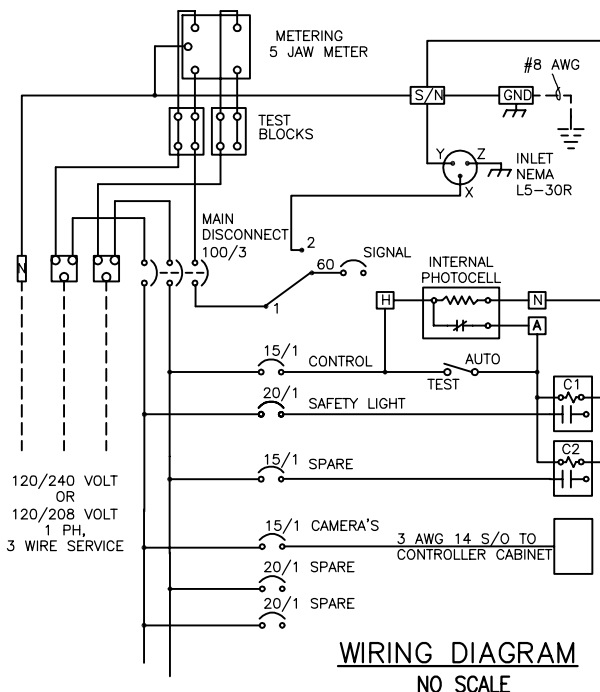 METERING
5 JAW METER
#8 AWG
S/N
GND
TEST
BLOCKS
Y
Z
X
INLET
NEMA
L5-30R
MAIN
DISCONNECT
100/3
2
60
SIGNAL
1
N
INTERNAL
PHOTOCELL
H
N
A
15/1
CONTROL
AUTO
TEST
20/1
SAFETY LIGHT
C1
15/1
SPARE
C2
120/240 VOLT
OR
120/208 VOLT
1 PH,
3 WIRE SERVICE
15/1 CAMERA'S
3 AWG 14 S/O TO
CONTROLLER CABINET
20/1 SPARE
20/1 SPARE
WIRING DIAGRAM
NO SCALE